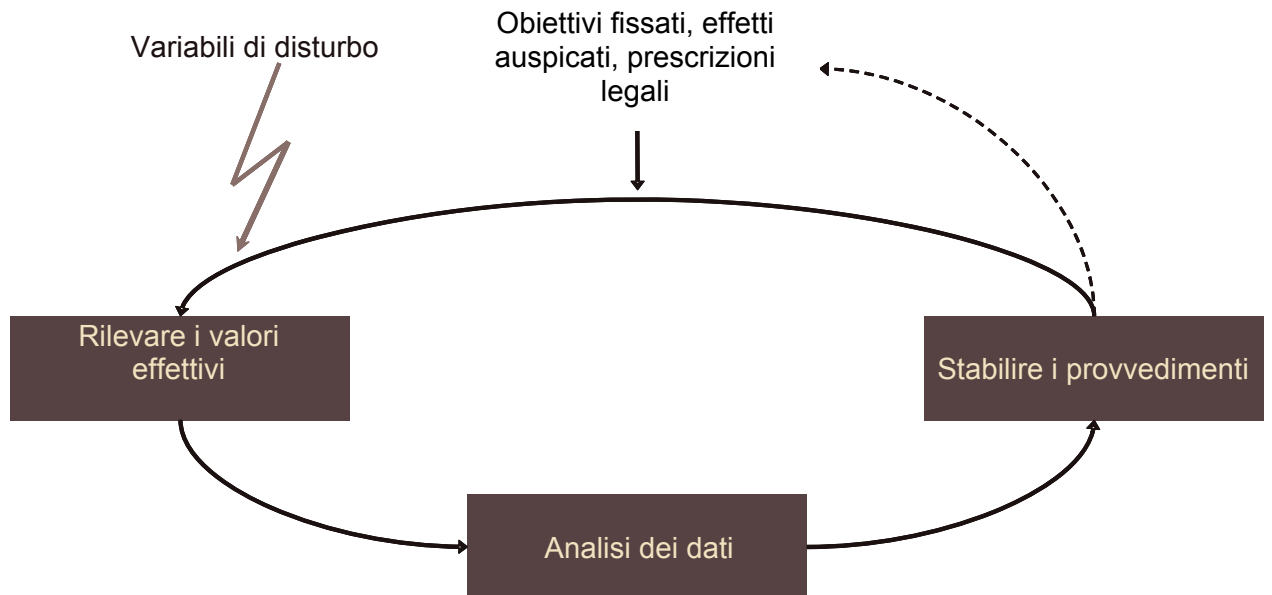 Variabili di disturbo
Obiettivi fissati, effetti
auspicati, prescrizioni
legali
Rilevare i valori
effettivi
Stabilire i provvedimenti
Analisi dei dati